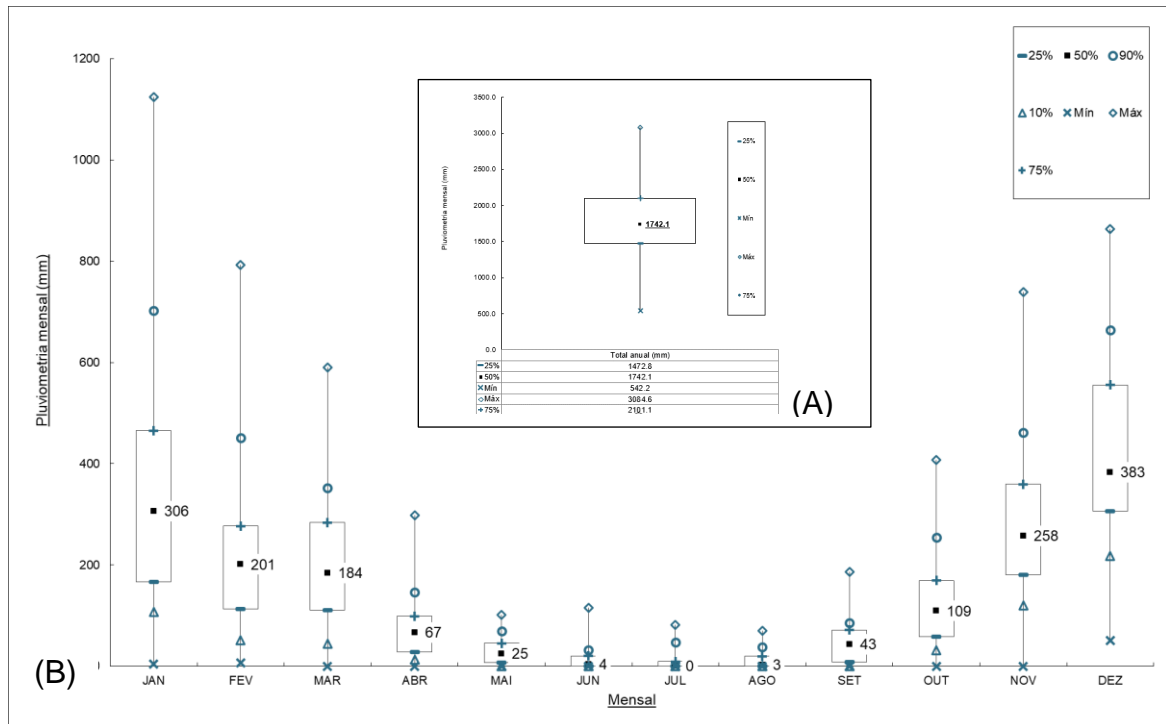 1200
1000
800
600
400
200
Pluviometria mensal (mm)
306
201
184
67
25
4
0
3
43
109
258
383
JAN FEV MAR ABR MAI JUN JUL AGO SET OUT NOV DEZ
Mensal
(B)
25% 50% 90%
10% Mín Máx
75%
3500.0
3000.0
2500.0
2000.0
1500.0
1000.0
500.0
0.0
Pluviometria mensal (mm)
1742.1
25%
50%
Mín
Máx
75%
Total anual (mm)
25% 1472.8
50% 1742.1
Mín 542.2
Máx 3084.6
75% 2101.1
(A)